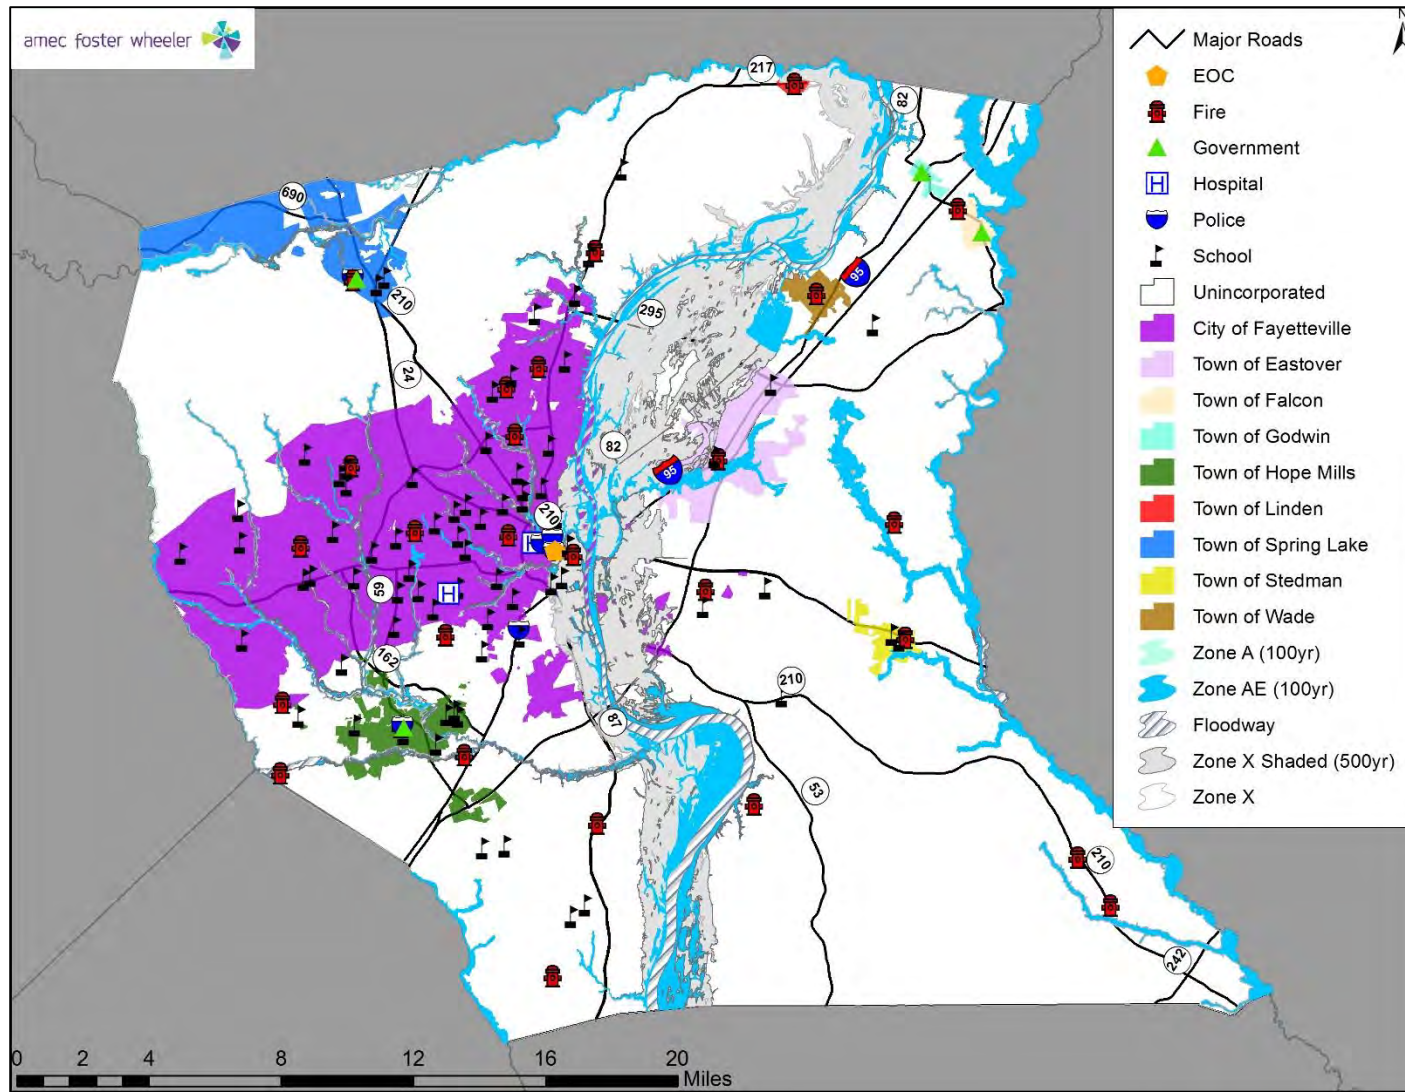 amec foster wheeler
N
Major Roads
EOC
Fire
Government
H Hospital
Police
School
Unincorporated
City of Fayetteville
Town of Eastover
Town of Falcon
Town of Godwin
Town of Hope Mills
Town of Linden
Town of Spring Lake
Town of Stedman
Town of Wade
Zone A (100yr)
Zone AE (100yr)
Floodway
Zone X Shaded (500yr)
Zone X
217
82
690
95
210
295
24
82
95
210
H
59
H
162
210
87
53
210
242
0 2 4 8 12 16 20
Miles